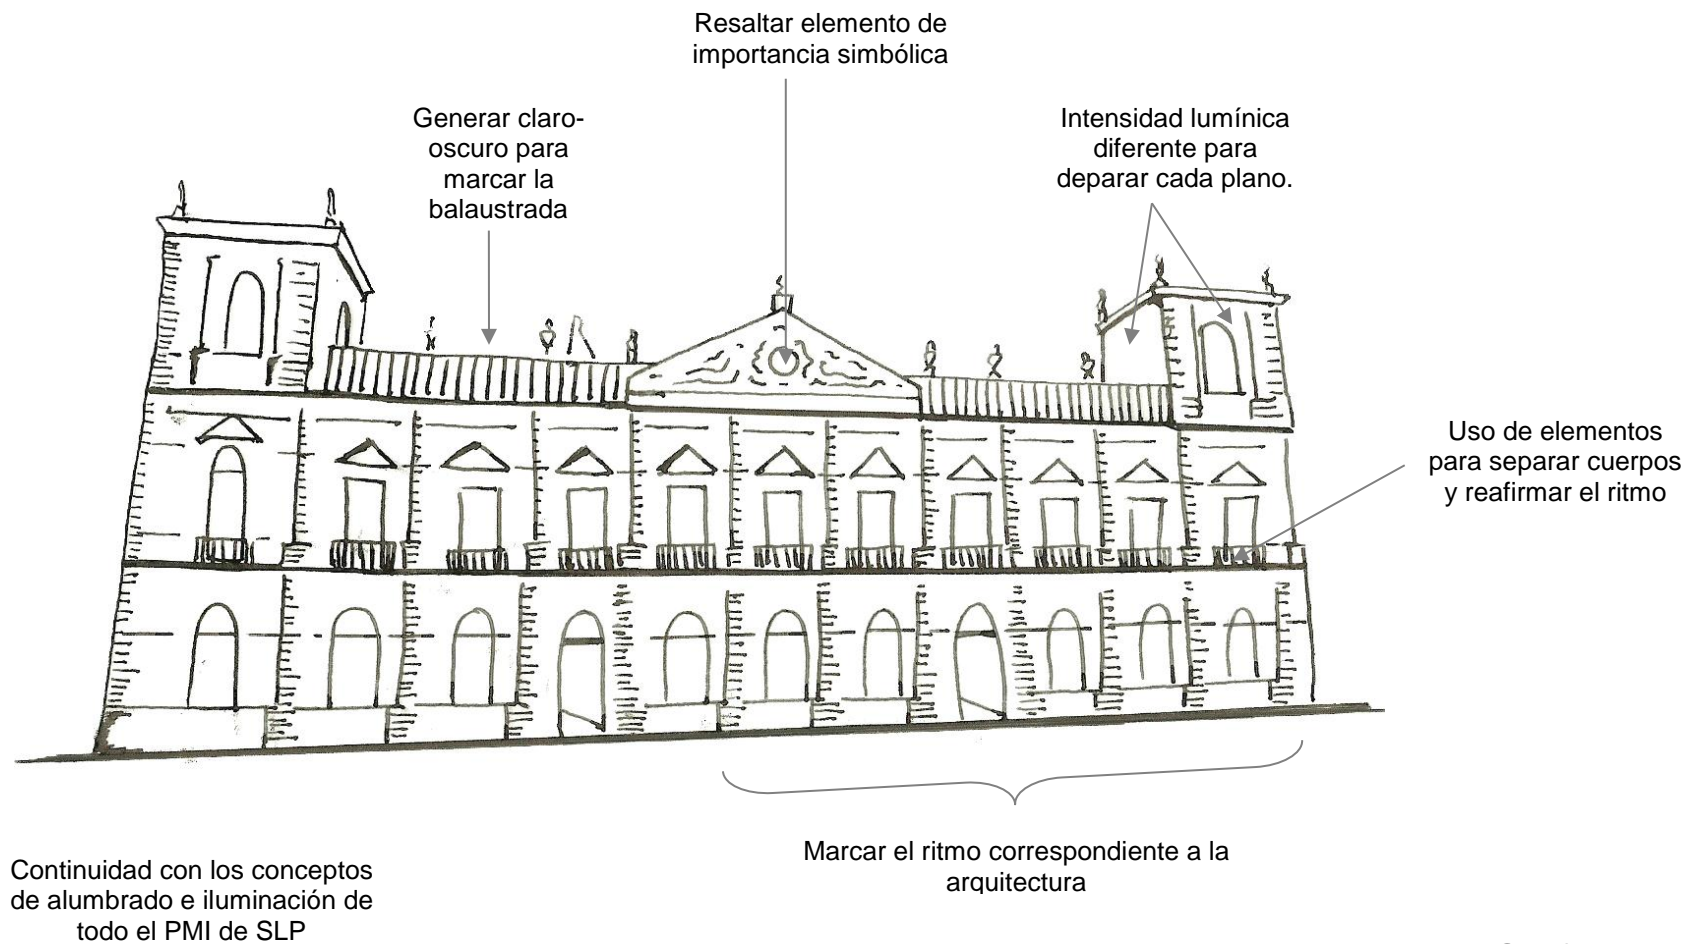 Resaltar elemento de
importancia simbólica
Generar claro-
oscuro para
marcar la
balaustrada
Intensidad lumínica
diferente para
deparar cada plano.
Uso de elementos
para separar cuerpos
y reafirmar el ritmo
Marcar el ritmo correspondiente a la
arquitectura
Continuidad con los conceptos
de alumbrado e iluminación de
todo el PMI de SLP